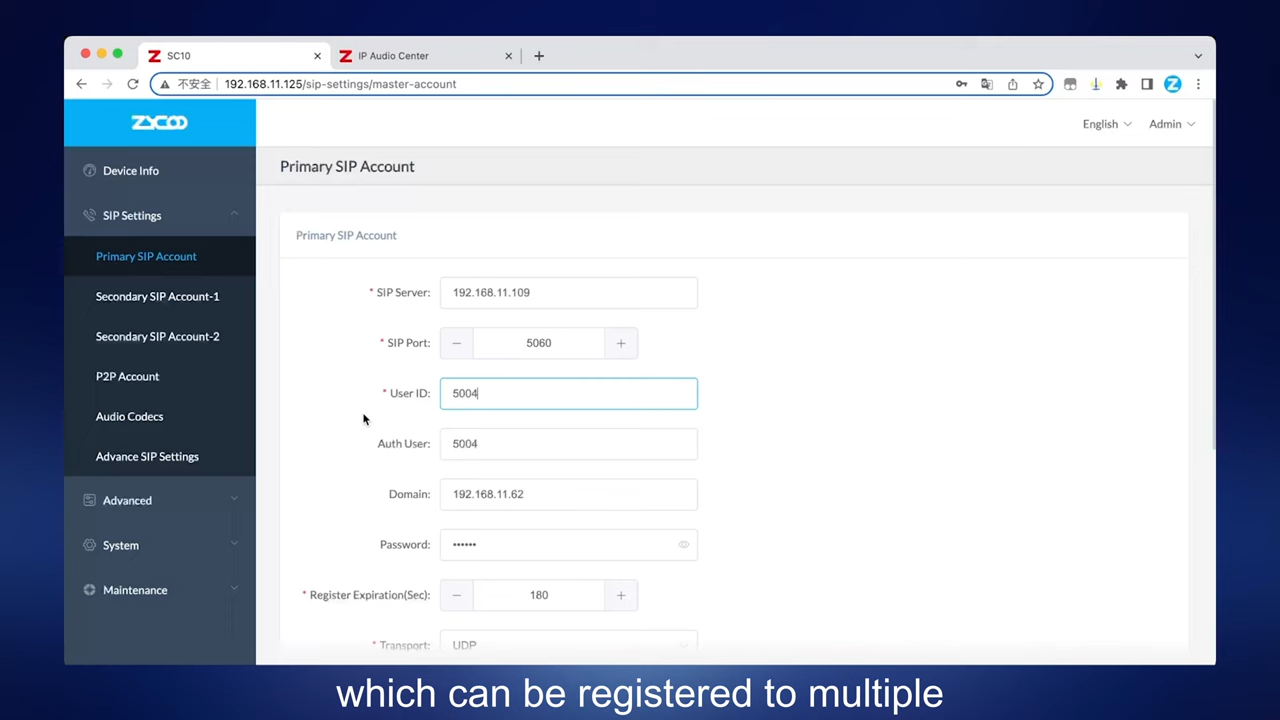 SC10
IP Audio Center
不安全
192.168.11.125/sip-settings/master-account
ZYCOO
English
Admin
Device Info
SIP Settings
Primary SIP Account
Secondary SIP Account-1
Secondary SIP Account-2
P2P Account
Audio Codecs
Advance SIP Settings
Advanced
System
Maintenance
Primary SIP Account
Primary SIP Account
* SIP Server: 192.168.11.109
* SIP Port: − 5060 +
* User ID: 5004
Auth User: 5004
Domain: 192.168.11.62
Password: ••••••
* Register Expiration(Sec): − 180 +
* Transport: UDP
which can be registered to multiple